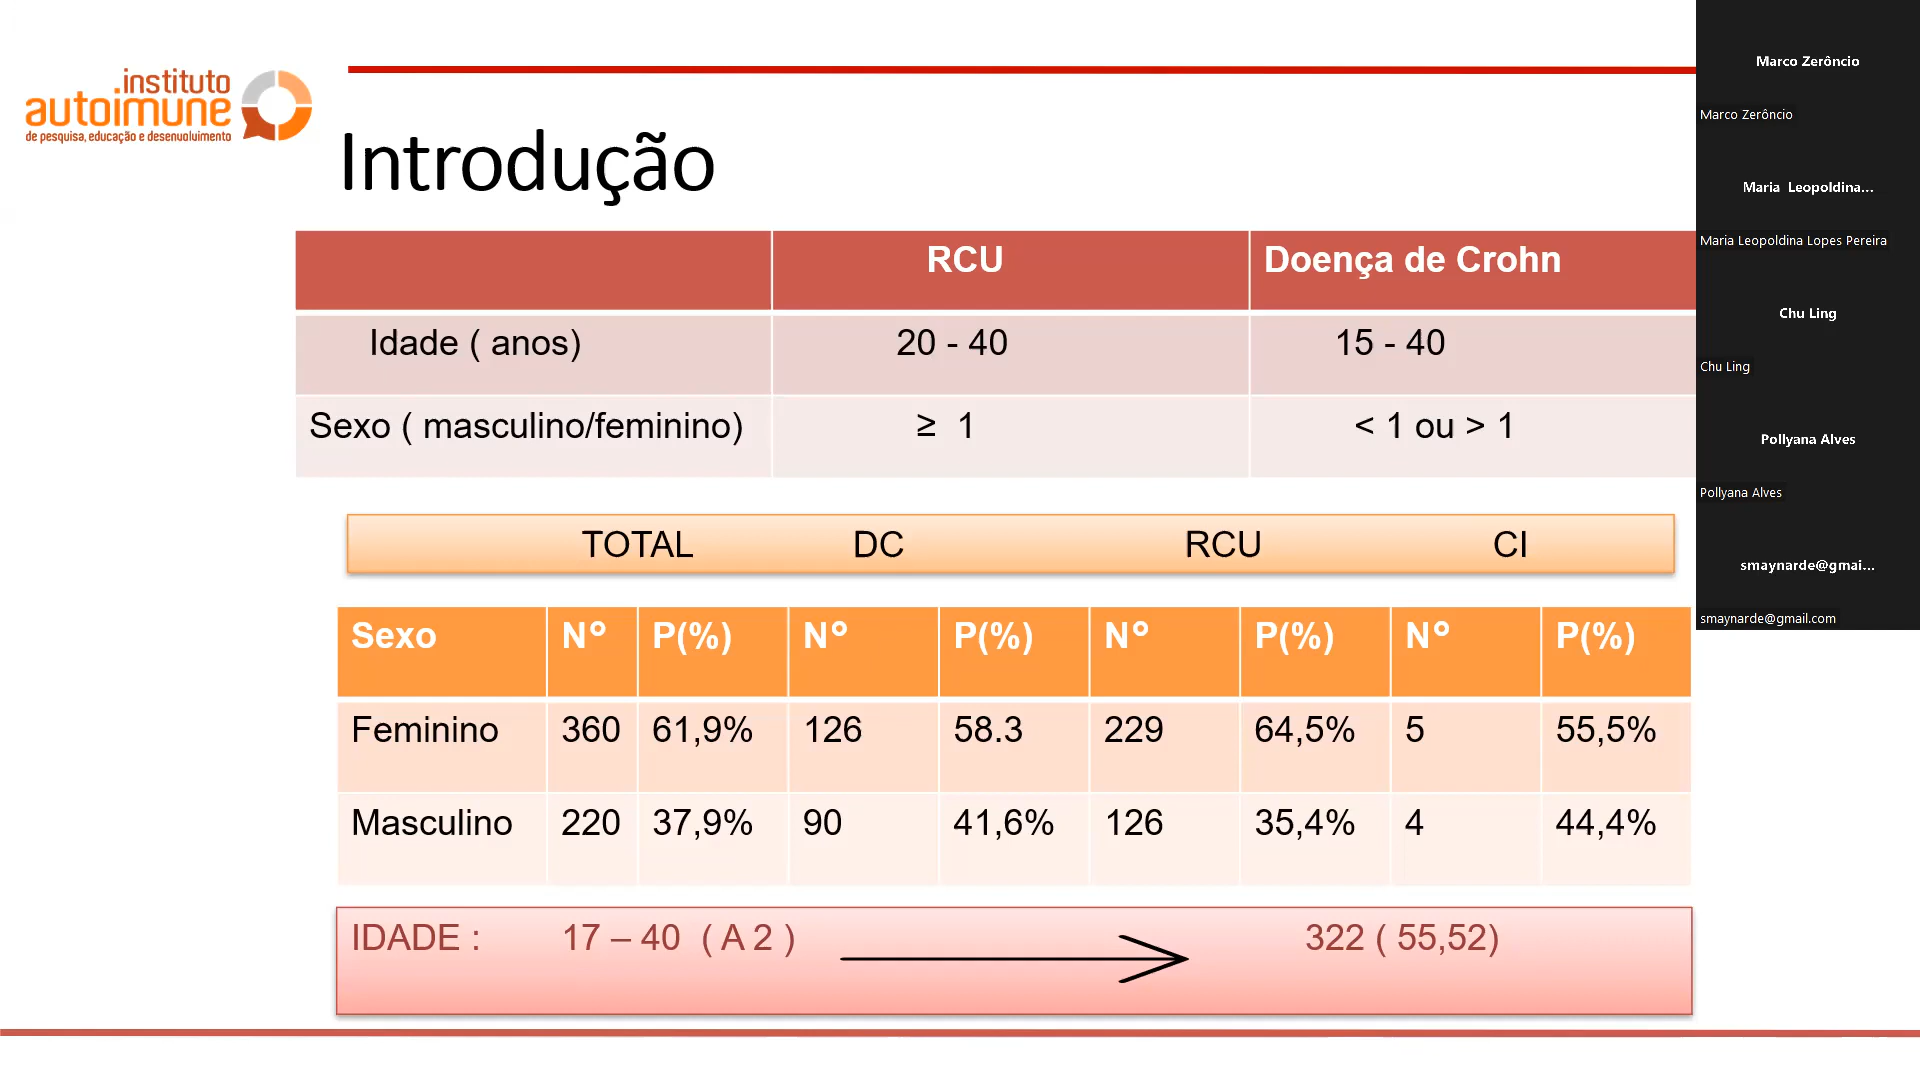 instituto
autoimune
de pesquisa, educação e desenvolvimento
Introdução
RCU Doença de Crohn
Idade ( anos) 20 - 40 15 - 40
Sexo ( masculino/feminino) ≥ 1 < 1 ou > 1
TOTAL DC RCU CI
Sexo N° P(%) N° P(%) N° P(%) N° P(%)
Feminino 360 61,9% 126 58.3 229 64,5% 5 55,5%
Masculino 220 37,9% 90 41,6% 126 35,4% 4 44,4%
IDADE : 17 – 40 ( A 2 ) 322 ( 55,52)
Marco Zerôncio
Marco Zerôncio
Maria Leopoldina...
Maria Leopoldina Lopes Pereira
Chu Ling
Chu Ling
Pollyana Alves
Pollyana Alves
smaynarde@gmai...
smaynarde@gmail.com